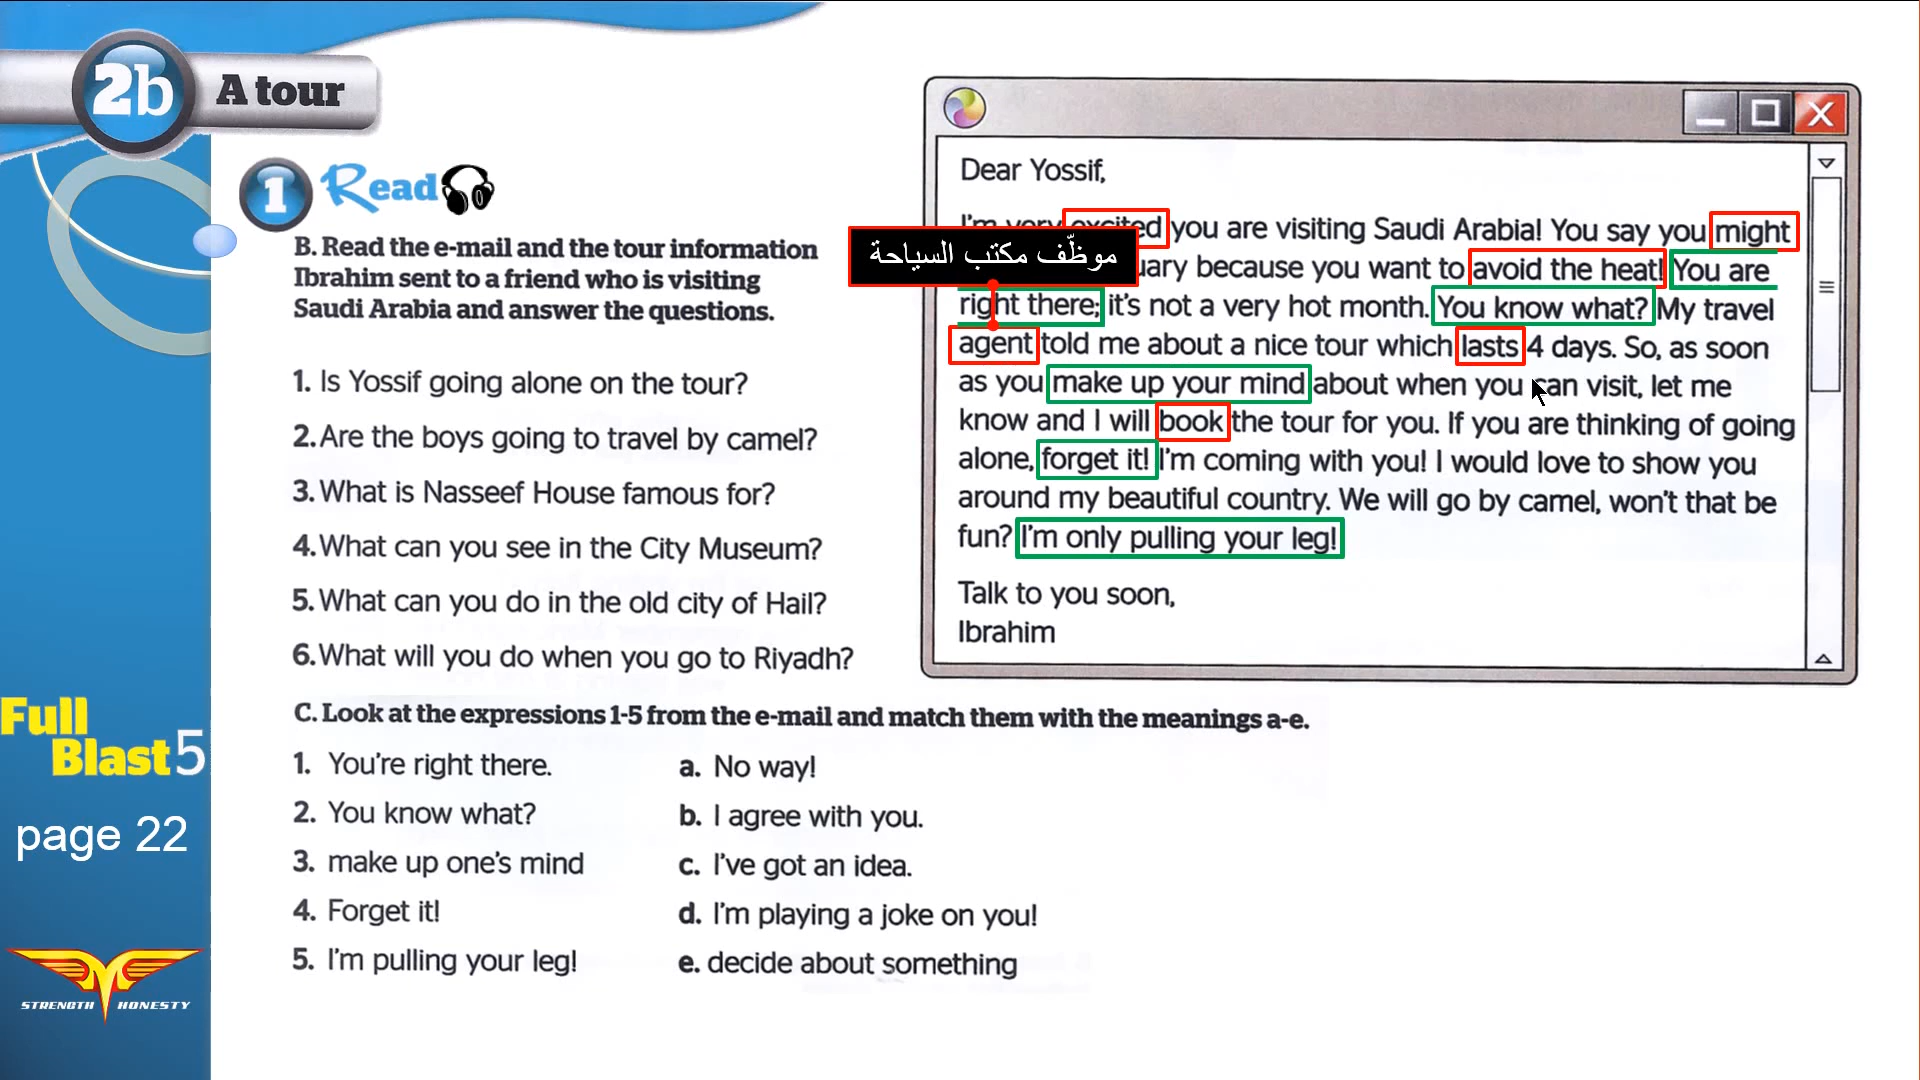 2b A tour
1 Read
B. Read the e-mail and the tour information
Ibrahim sent to a friend who is visiting
Saudi Arabia and answer the questions.
1. Is Yossif going alone on the tour?
2. Are the boys going to travel by camel?
3. What is Nasseef House famous for?
4. What can you see in the City Museum?
5. What can you do in the old city of Hail?
6. What will you do when you go to Riyadh?
Dear Yossif,
I'm very excited you are visiting Saudi Arabia! You say you might
موظّف مكتب السياحة
because you want to avoid the heat! You are
right there; it's not a very hot month. You know what? My travel
agent told me about a nice tour which lasts 4 days. So, as soon
as you make up your mind about when you can visit, let me
know and I will book the tour for you. If you are thinking of going
alone, forget it! I'm coming with you! I would love to show you
around my beautiful country. We will go by camel, won't that be
fun? I'm only pulling your leg!
Talk to you soon,
Ibrahim
C. Look at the expressions 1-5 from the e-mail and match them with the meanings a-e.
1. You're right there.
2. You know what?
3. make up one's mind
4. Forget it!
5. I'm pulling your leg!
a. No way!
b. I agree with you.
c. I've got an idea.
d. I'm playing a joke on you!
e. decide about something
Full
Blast 5
page 22
STRENGTH HONESTY